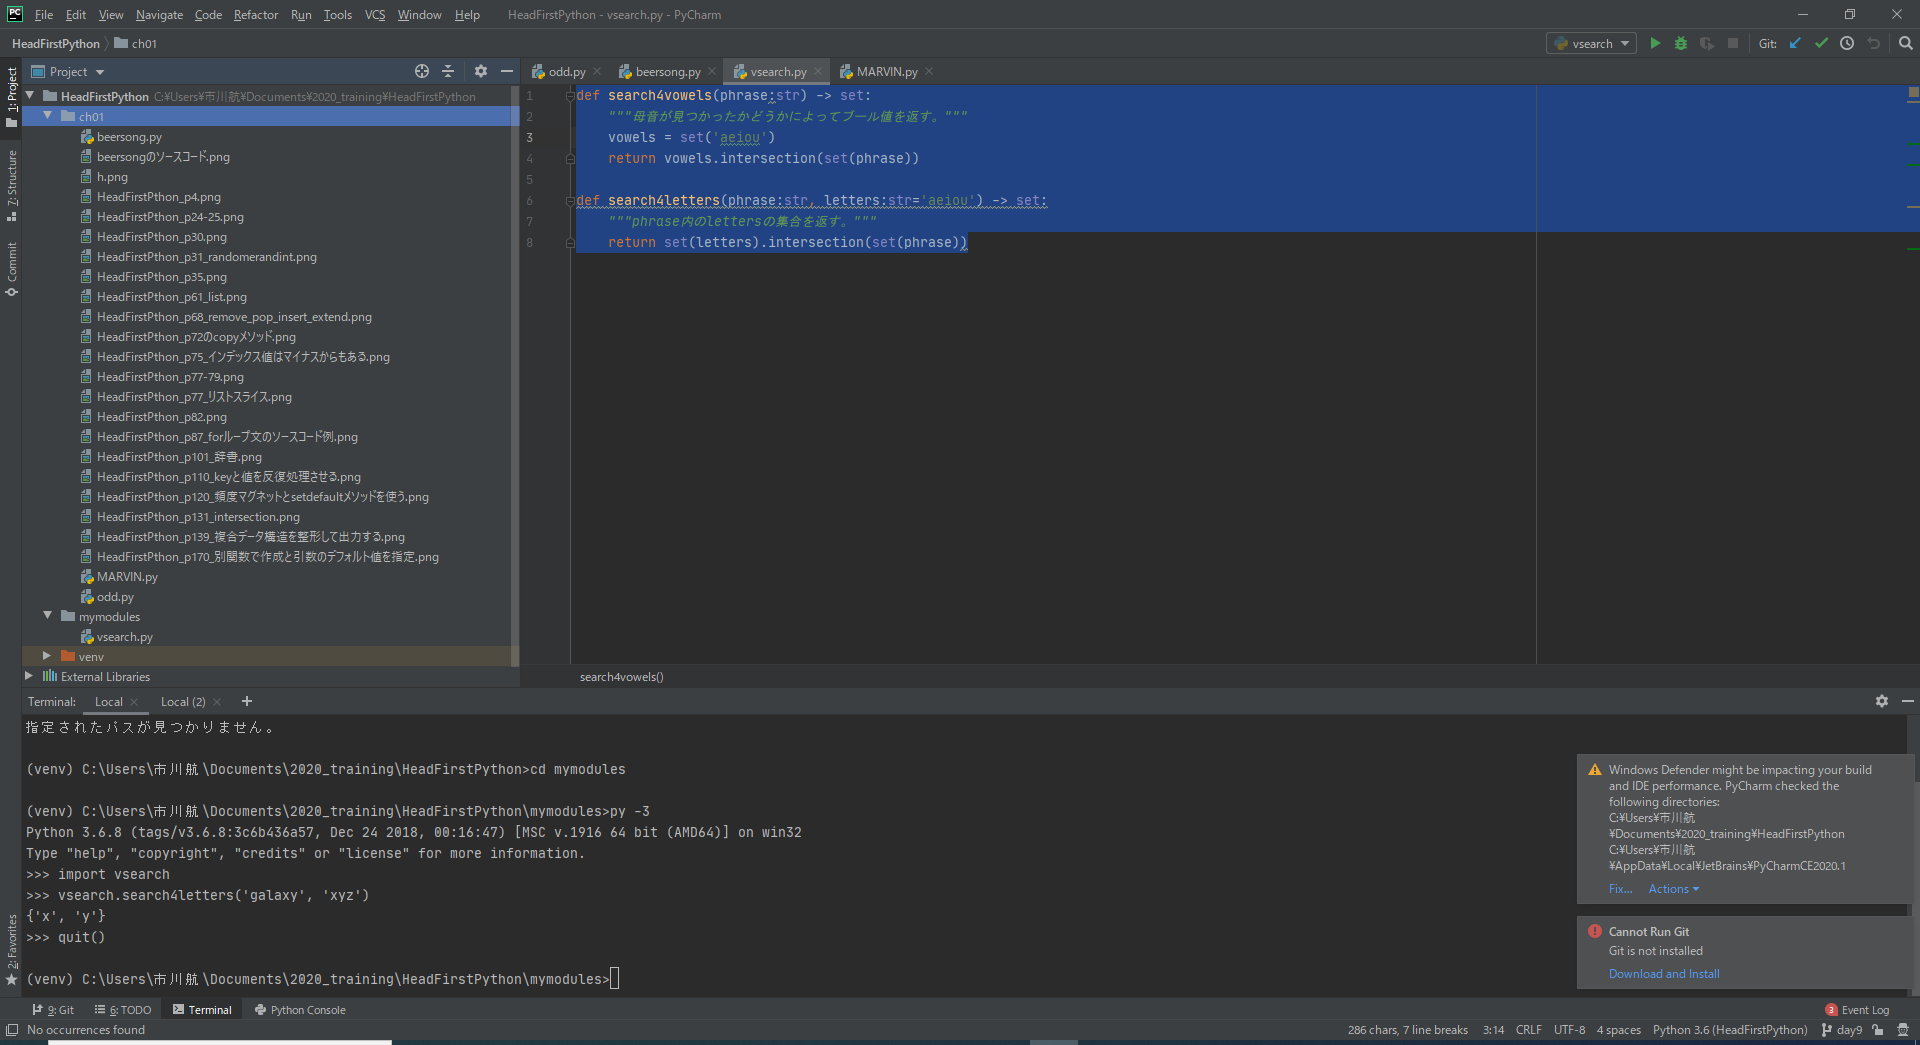 File Edit View Navigate Code Refactor Run Tools VCS Window Help HeadFirstPython - vsearch.py - PyCharm
HeadFirstPython ch01
vsearch Git:
Project
odd.py beersong.py vsearch.py MARVIN.py
1: Project
7: Structure
Commit
2: Favorites
HeadFirstPython C:¥Users¥市川航¥Documents¥2020_training¥HeadFirstPython
ch01
beersong.py
beersongのソースコード.png
h.png
HeadFirstPthon_p4.png
HeadFirstPthon_p24-25.png
HeadFirstPthon_p30.png
HeadFirstPthon_p31_randomerandint.png
HeadFirstPthon_p35.png
HeadFirstPthon_p61_list.png
HeadFirstPthon_p68_remove_pop_insert_extend.png
HeadFirstPthon_p72のcopyメソッド.png
HeadFirstPthon_p75_インデックス値はマイナスからもある.png
HeadFirstPthon_p77-79.png
HeadFirstPthon_p77_リストスライス.png
HeadFirstPthon_p82.png
HeadFirstPthon_p87_forループ文のソースコード例.png
HeadFirstPthon_p101_辞書.png
HeadFirstPthon_p110_keyと値を反復処理させる.png
HeadFirstPthon_p120_頻度マグネットとsetdefaultメソッドを使う.png
HeadFirstPthon_p131_intersection.png
HeadFirstPthon_p139_複合データ構造を整形して出力する.png
HeadFirstPthon_p170_別関数で作成と引数のデフォルト値を指定.png
MARVIN.py
odd.py
mymodules
vsearch.py
venv
External Libraries
1 def search4vowels(phrase:str) -> set:
2 """母音が見つかったかどうかによってブール値を返す。"""
3 vowels = set('aeiou')
4 return vowels.intersection(set(phrase))
5
6 def search4letters(phrase:str, letters:str='aeiou') -> set:
7 """phrase内のlettersの集合を返す。"""
8 return set(letters).intersection(set(phrase))
search4vowels()
Terminal: Local Local (2)
指定されたパスが見つかりません。
(venv) C:\Users\市川航\Documents\2020_training\HeadFirstPython>cd mymodules
(venv) C:\Users\市川航\Documents\2020_training\HeadFirstPython\mymodules>py -3
Python 3.6.8 (tags/v3.6.8:3c6b436a57, Dec 24 2018, 00:16:47) [MSC v.1916 64 bit (AMD64)] on win32
Type "help", "copyright", "credits" or "license" for more information.
>>> import vsearch
>>> vsearch.search4letters('galaxy', 'xyz')
{'x', 'y'}
>>> quit()
(venv) C:\Users\市川航\Documents\2020_training\HeadFirstPython\mymodules>
Windows Defender might be impacting your build
and IDE performance. PyCharm checked the
following directories:
C:¥Users¥市川航
¥Documents¥2020_training¥HeadFirstPython
C:¥Users¥市川航
¥AppData¥Local¥JetBrains¥PyCharmCE2020.1
Fix... Actions
Cannot Run Git
Git is not installed
Download and Install
9: Git 6: TODO Terminal Python Console 3 Event Log
No occurrences found 286 chars, 7 line breaks 3:14 CRLF UTF-8 4 spaces Python 3.6 (HeadFirstPython) day9